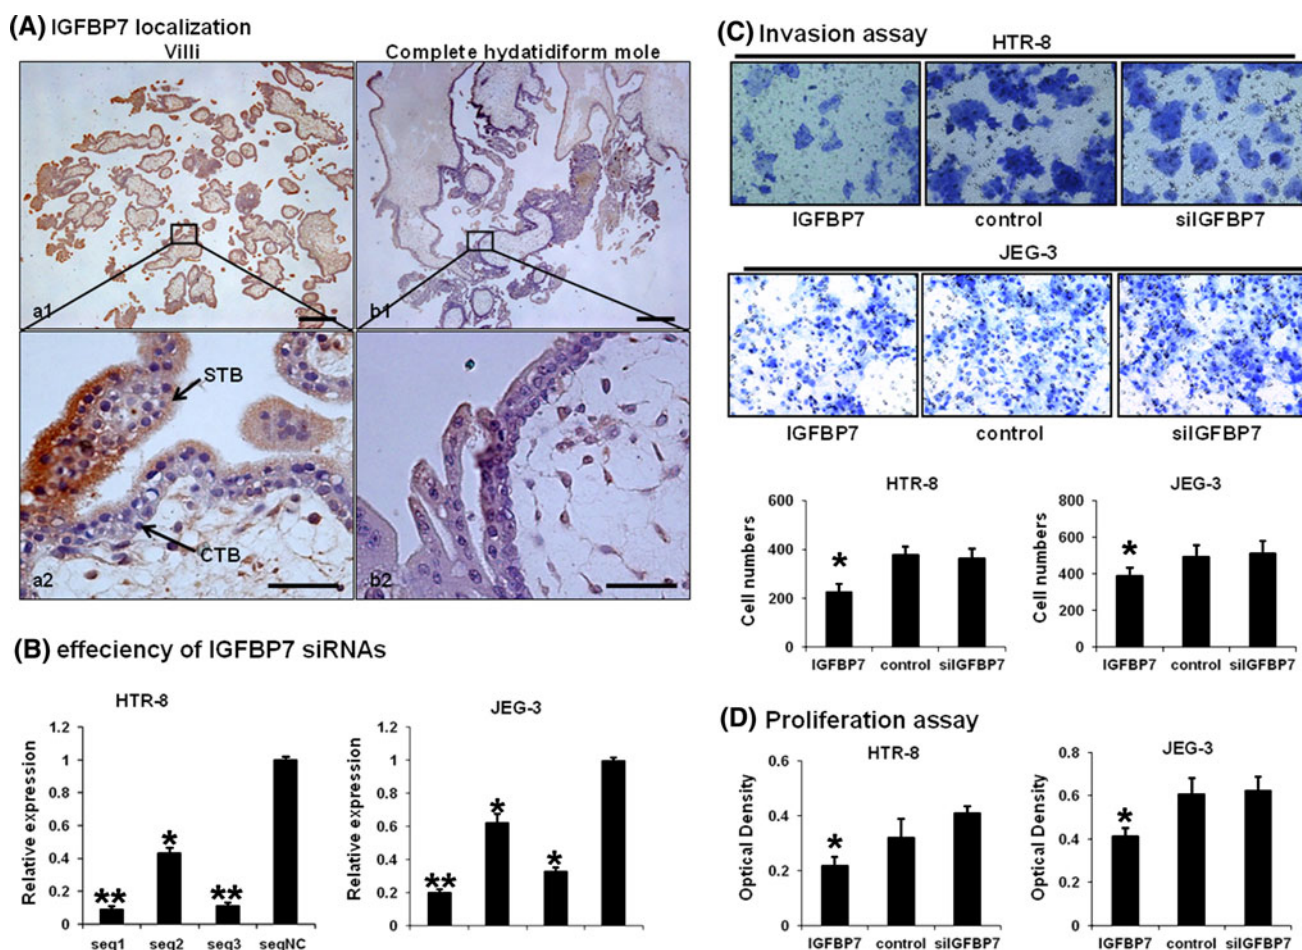 (A) IGFBP7 localization
Villi
Complete hydatidiform mole
a1
b1
STB
CTB
a2
b2
(B) effeciency of IGFBP7 siRNAs
HTR-8
Relative expression
1.2
1
0.8
0.6
0.4
0.2
0
**
*
**
seq1 seq2 seq3 seqNC
JEG-3
Relative expression
1.2
1
0.8
0.6
0.4
0.2
0
**
*
*
(C) Invasion assay
HTR-8
IGFBP7 control siIGFBP7
JEG-3
IGFBP7 control siIGFBP7
HTR-8
Cell numbers
600
400
200
0
*
IGFBP7 control siIGFBP7
JEG-3
Cell numbers
800
600
400
200
0
*
IGFBP7 control siIGFBP7
(D) Proliferation assay
HTR-8
Optical Density
0.6
0.4
0.2
0
*
IGFBP7 control siIGFBP7
JEG-3
Optical Density
0.8
0.6
0.4
0.2
0
*
IGFBP7 control siIGFBP7